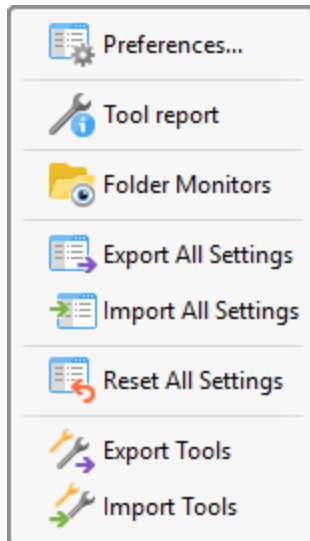 Preferences...
Tool report
Folder Monitors
Export All Settings
Import All Settings
Reset All Settings
Export Tools
Import Tools